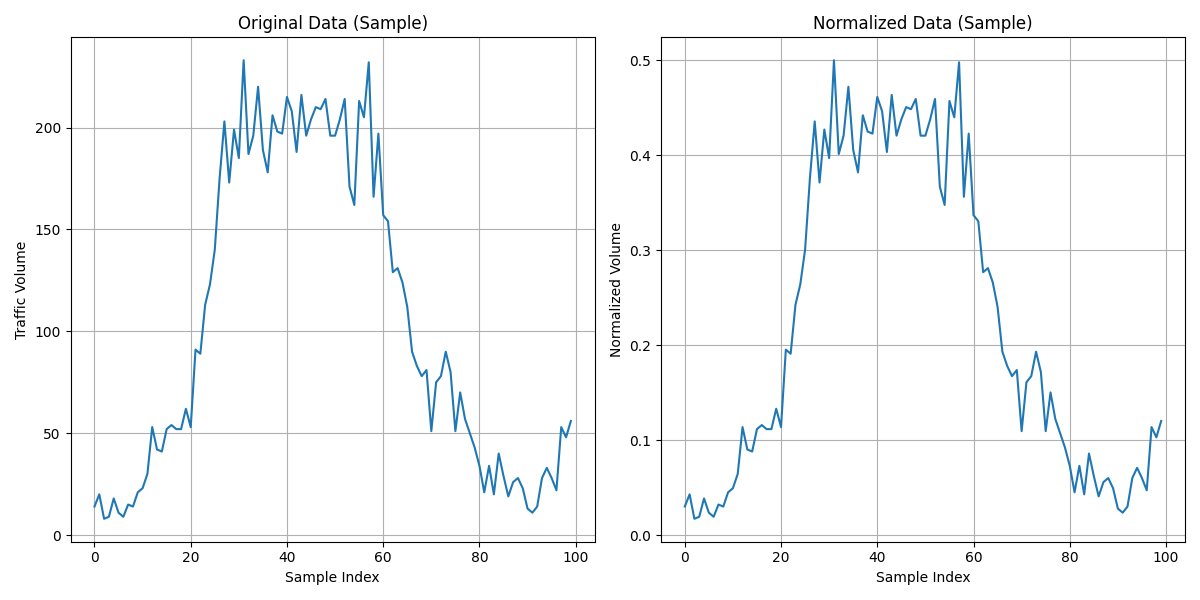 Original Data (Sample)
Traffic Volume
200
150
100
50
0
0 20 40 60 80 100
Sample Index
Normalized Data (Sample)
Normalized Volume
0.5
0.4
0.3
0.2
0.1
0.0
0 20 40 60 80 100
Sample Index